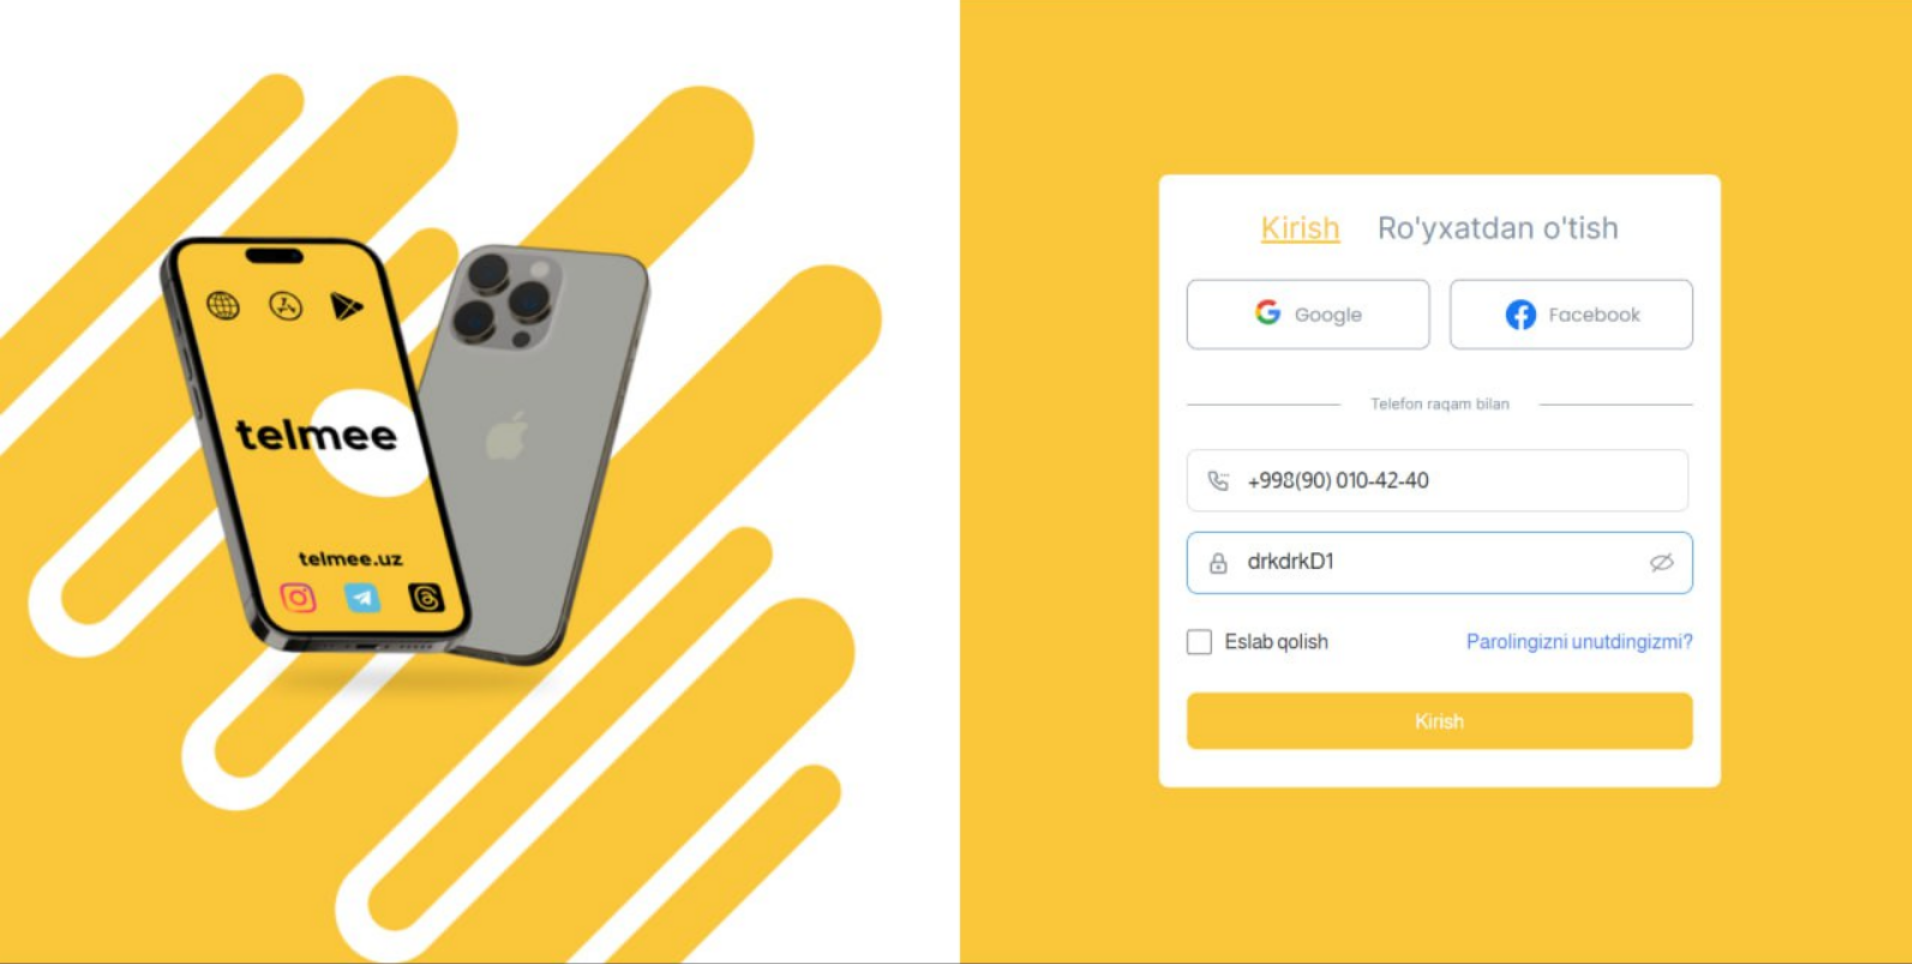 telmee
telmee.uz
Kirish Ro'yxatdan o'tish
Google Facebook
Telefon raqam bilan
+998(90) 010-42-40
drkdrkD1
Eslab qolish Parolingizni unutdingizmi?
Kirish